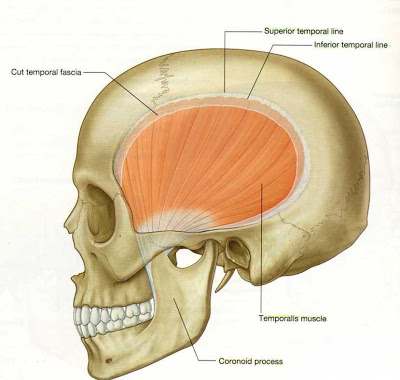 Superior temporal line
Inferior temporal line
Cut temporal fascia
Temporalis muscle
Coronoid process